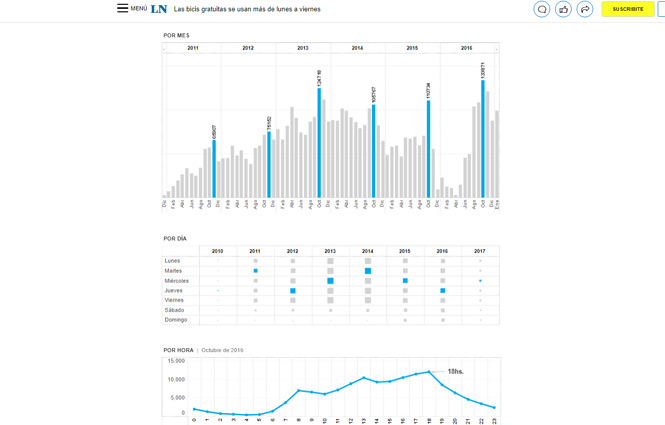 MENÚ LN Las bicis gratuitas se usan más de lunes a viernes SUSCRIBITE
POR MES
2011 2012 2013 2014 2015 2016
65907 75162 124718 105767 110734 133671
Dic Feb Abr Jun Ago Oct Dic Feb Abr Jun Ago Oct Dic Feb Abr Jun Ago Oct Dic Feb Abr Jun Ago Oct Dic Feb Abr Jun Ago Oct Dic Feb Abr Jun Ago Oct Dic Ene
POR DÍA
2010 2011 2012 2013 2014 2015 2016 2017
Lunes
Martes
Miércoles
Jueves
Viernes
Sábado
Domingo
POR HORA | Octubre de 2016
15.000
10.000
5.000
0
18hs.
0 1 2 3 4 5 6 7 8 9 10 11 12 13 14 15 16 17 18 19 20 21 22 23